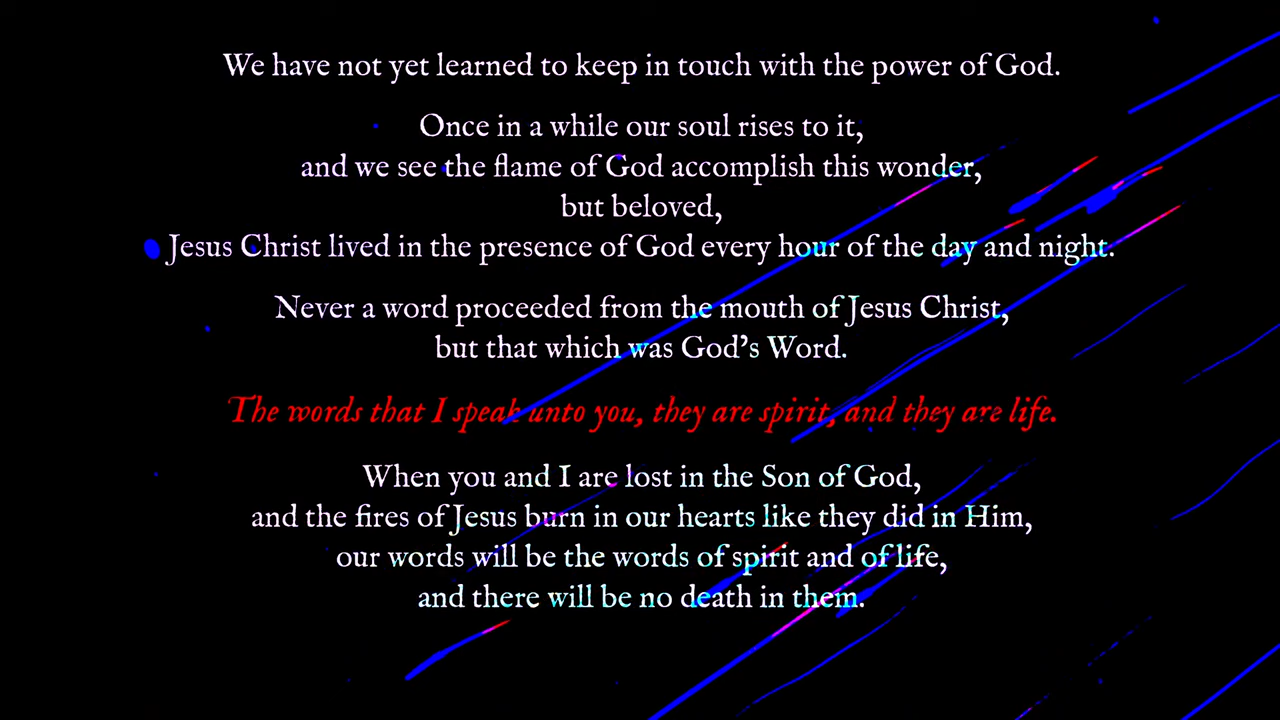 We have not yet learned to keep in touch with the power of God.
Once in a while our soul rises to it,
and we see the flame of God accomplish this wonder,
but beloved,
Jesus Christ lived in the presence of God every hour of the day and night.
Never a word proceeded from the mouth of Jesus Christ,
but that which was God's Word.
The words that I speak unto you, they are spirit, and they are life.
When you and I are lost in the Son of God,
and the fires of Jesus burn in our hearts like they did in Him,
our words will be the words of spirit and of life,
and there will be no death in them.